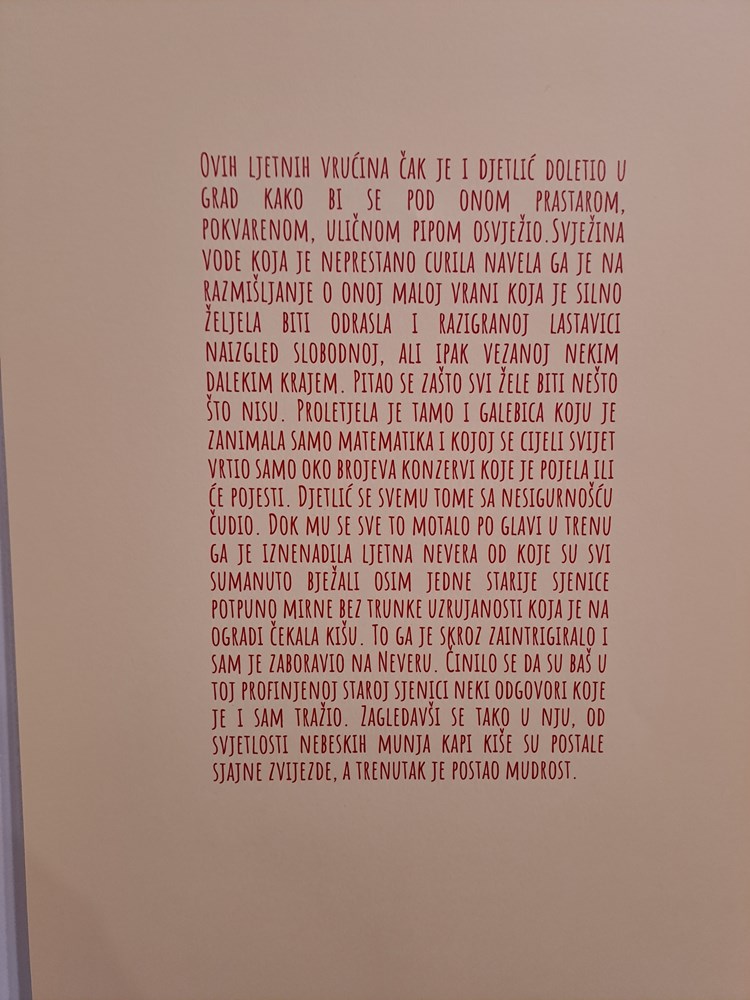 Ovih ljetnih vrućina čak je i djetlić doletio u
grad kako bi se pod onom prastarom,
pokvarenom, uličnom pipom osvježio.Svježina
vode koja je neprestano curila navela ga je na
razmišljanje o onoj maloj vrani koja je silno
željela biti odrasla i razigranoj lastavici
naizgled slobodnoj, ali ipak vezanoj nekim
dalekim krajem. Pitao se zašto svi žele biti nešto
što nisu. Proletjela je tamo i galebica koju je
zanimala samo matematika i kojoj se cijeli svijet
vrtio samo oko brojeva konzervi koje je pojela ili
će pojesti. Djetlić se svemu tome sa nesigurnošću
čudio. Dok mu se sve to motalo po glavi u trenu
ga je iznenadila ljetna nevera od koje su svi
sumanuto bježali osim jedne starije sjenice
potpuno mirne bez trunke uzrujanosti koja je na
ogradi čekala kišu. To ga je skroz zaintrigiralo i
sam je zaboravio na Neveru. Činilo se da su baš u
toj profinjenoj staroj sjenici neki odgovori koje
je i sam tražio. Zagledavši se tako u nju, od
svjetlosti nebeskih munja kapi kiše su postale
sjajne zvijezde, a trenutak je postao mudrost.